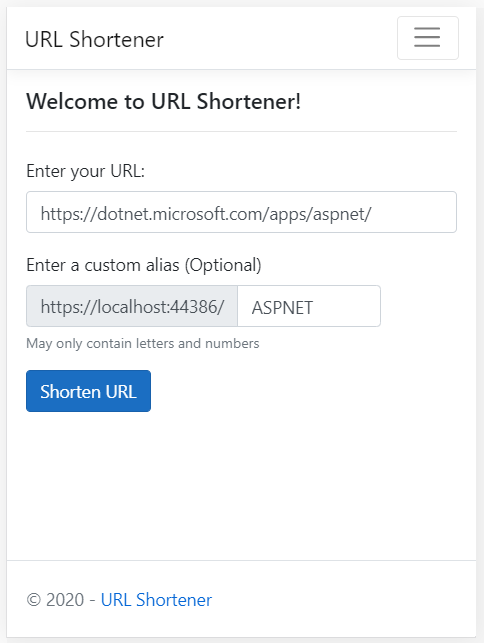 URL Shortener
Welcome to URL Shortener!
Enter your URL:
https://dotnet.microsoft.com/apps/aspnet/
Enter a custom alias (Optional)
https://localhost:44386/ ASPNET
May only contain letters and numbers
Shorten URL
© 2020 - URL Shortener